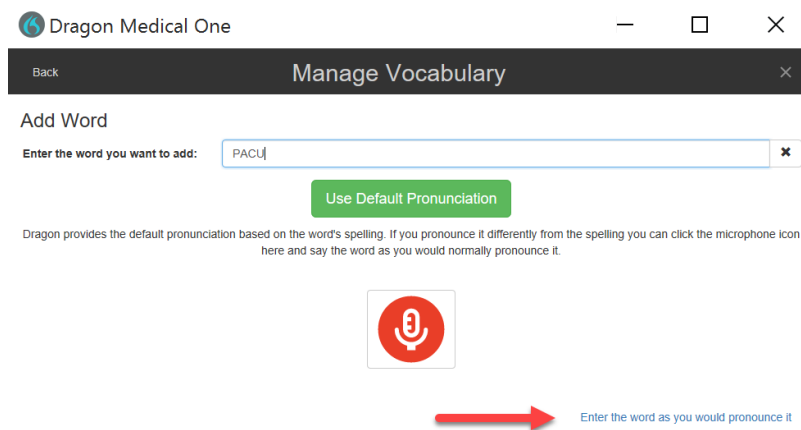 Dragon Medical One
Back Manage Vocabulary
Add Word
Enter the word you want to add: PACU
Use Default Pronunciation
Dragon provides the default pronunciation based on the word's spelling. If you pronounce it differently from the spelling you can click the microphone icon
here and say the word as you would normally pronounce it.
Enter the word as you would pronounce it